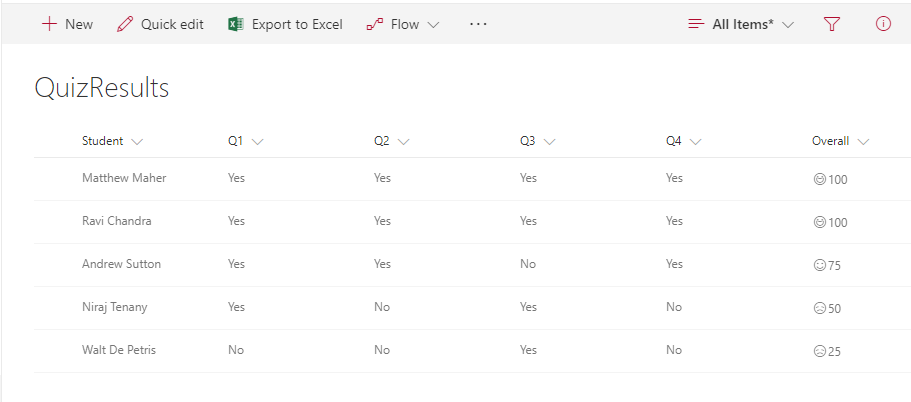 New Quick edit Export to Excel Flow ... All Items*
QuizResults
Student Q1 Q2 Q3 Q4 Overall
Matthew Maher Yes Yes Yes Yes 100
Ravi Chandra Yes Yes Yes Yes 100
Andrew Sutton Yes Yes No Yes 75
Niraj Tenany Yes No Yes No 50
Walt De Petris No No Yes No 25